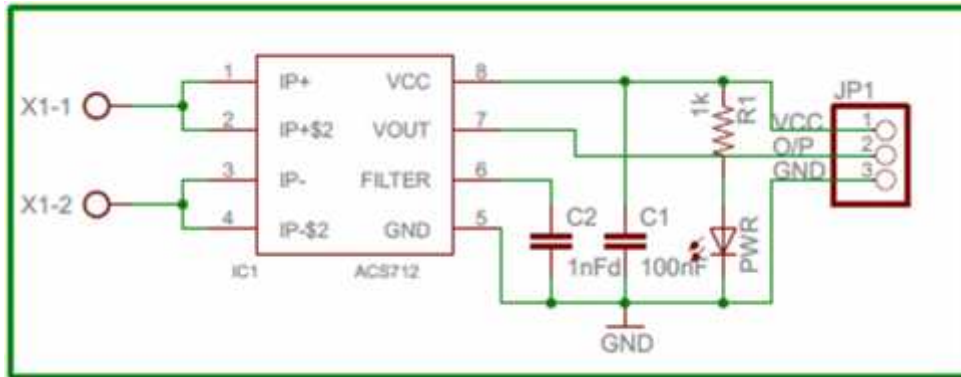 JP1
1 IP+ VCC 8
1k R1
X1-1
VCC 1
2 IP+$2 VOUT 7
O/P 2
GND 3
3 IP- FILTER 6
X1-2
C2 C1
4 IP-$2 GND 5
PWR
1nFd 100nF
IC1 ACS712
GND